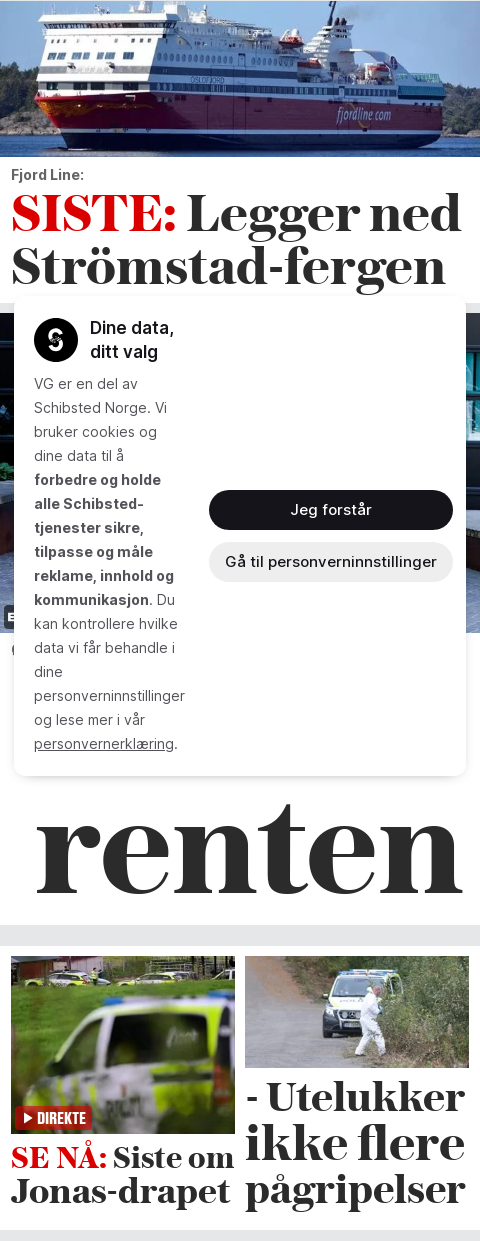 OSLOFJORD
fjordline.com
Fjord Line:
SISTE: Legger ned
Strömstad-fergen
Dine data,
ditt valg
VG er en del av
Schibsted Norge. Vi
bruker cookies og
dine data til å
forbedre og holde
alle Schibsted-
tjenester sikre,
tilpasse og måle
reklame, innhold og
kommunikasjon. Du
kan kontrollere hvilke
data vi får behandle i
dine
personverninnstillinger
og lese mer i vår
personvernerklæring.
Jeg forstår
Gå til personverninnstillinger
renten
DIREKTE
SE NÅ: Siste om
Jonas-drapet
- Utelukker
ikke flere
pågripelser